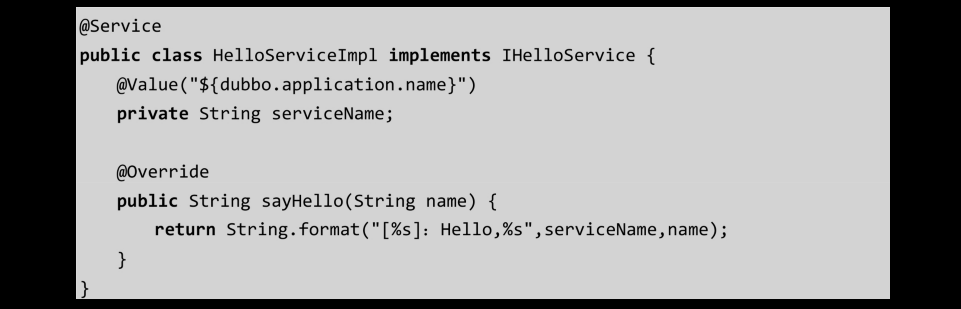 @Service
public class HelloServiceImpl implements IHelloService {
@Value("${dubbo.application.name}")
private String serviceName;
@Override
public String sayHello(String name) {
return String.format("[%s]：Hello,%s",serviceName,name);
}
}